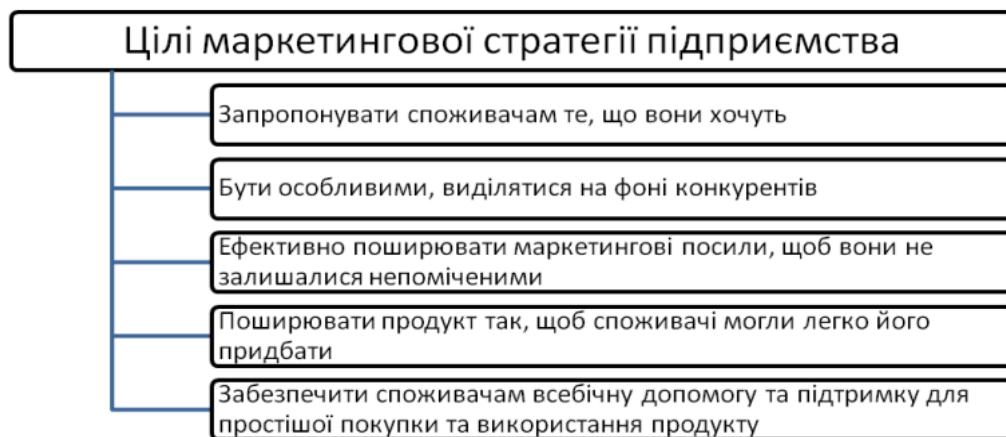 Цілі маркетингової стратегії підприємства
Запропонувати споживачам те, що вони хочуть
Бути особливими, виділятися на фоні конкурентів
Ефективно поширювати маркетингові посили, щоб вони не
залишалися непоміченими
Поширювати продукт так, щоб споживачі могли легко його
придбати
Забезпечити споживачам всебічну допомогу та підтримку для
простішої покупки та використання продукту